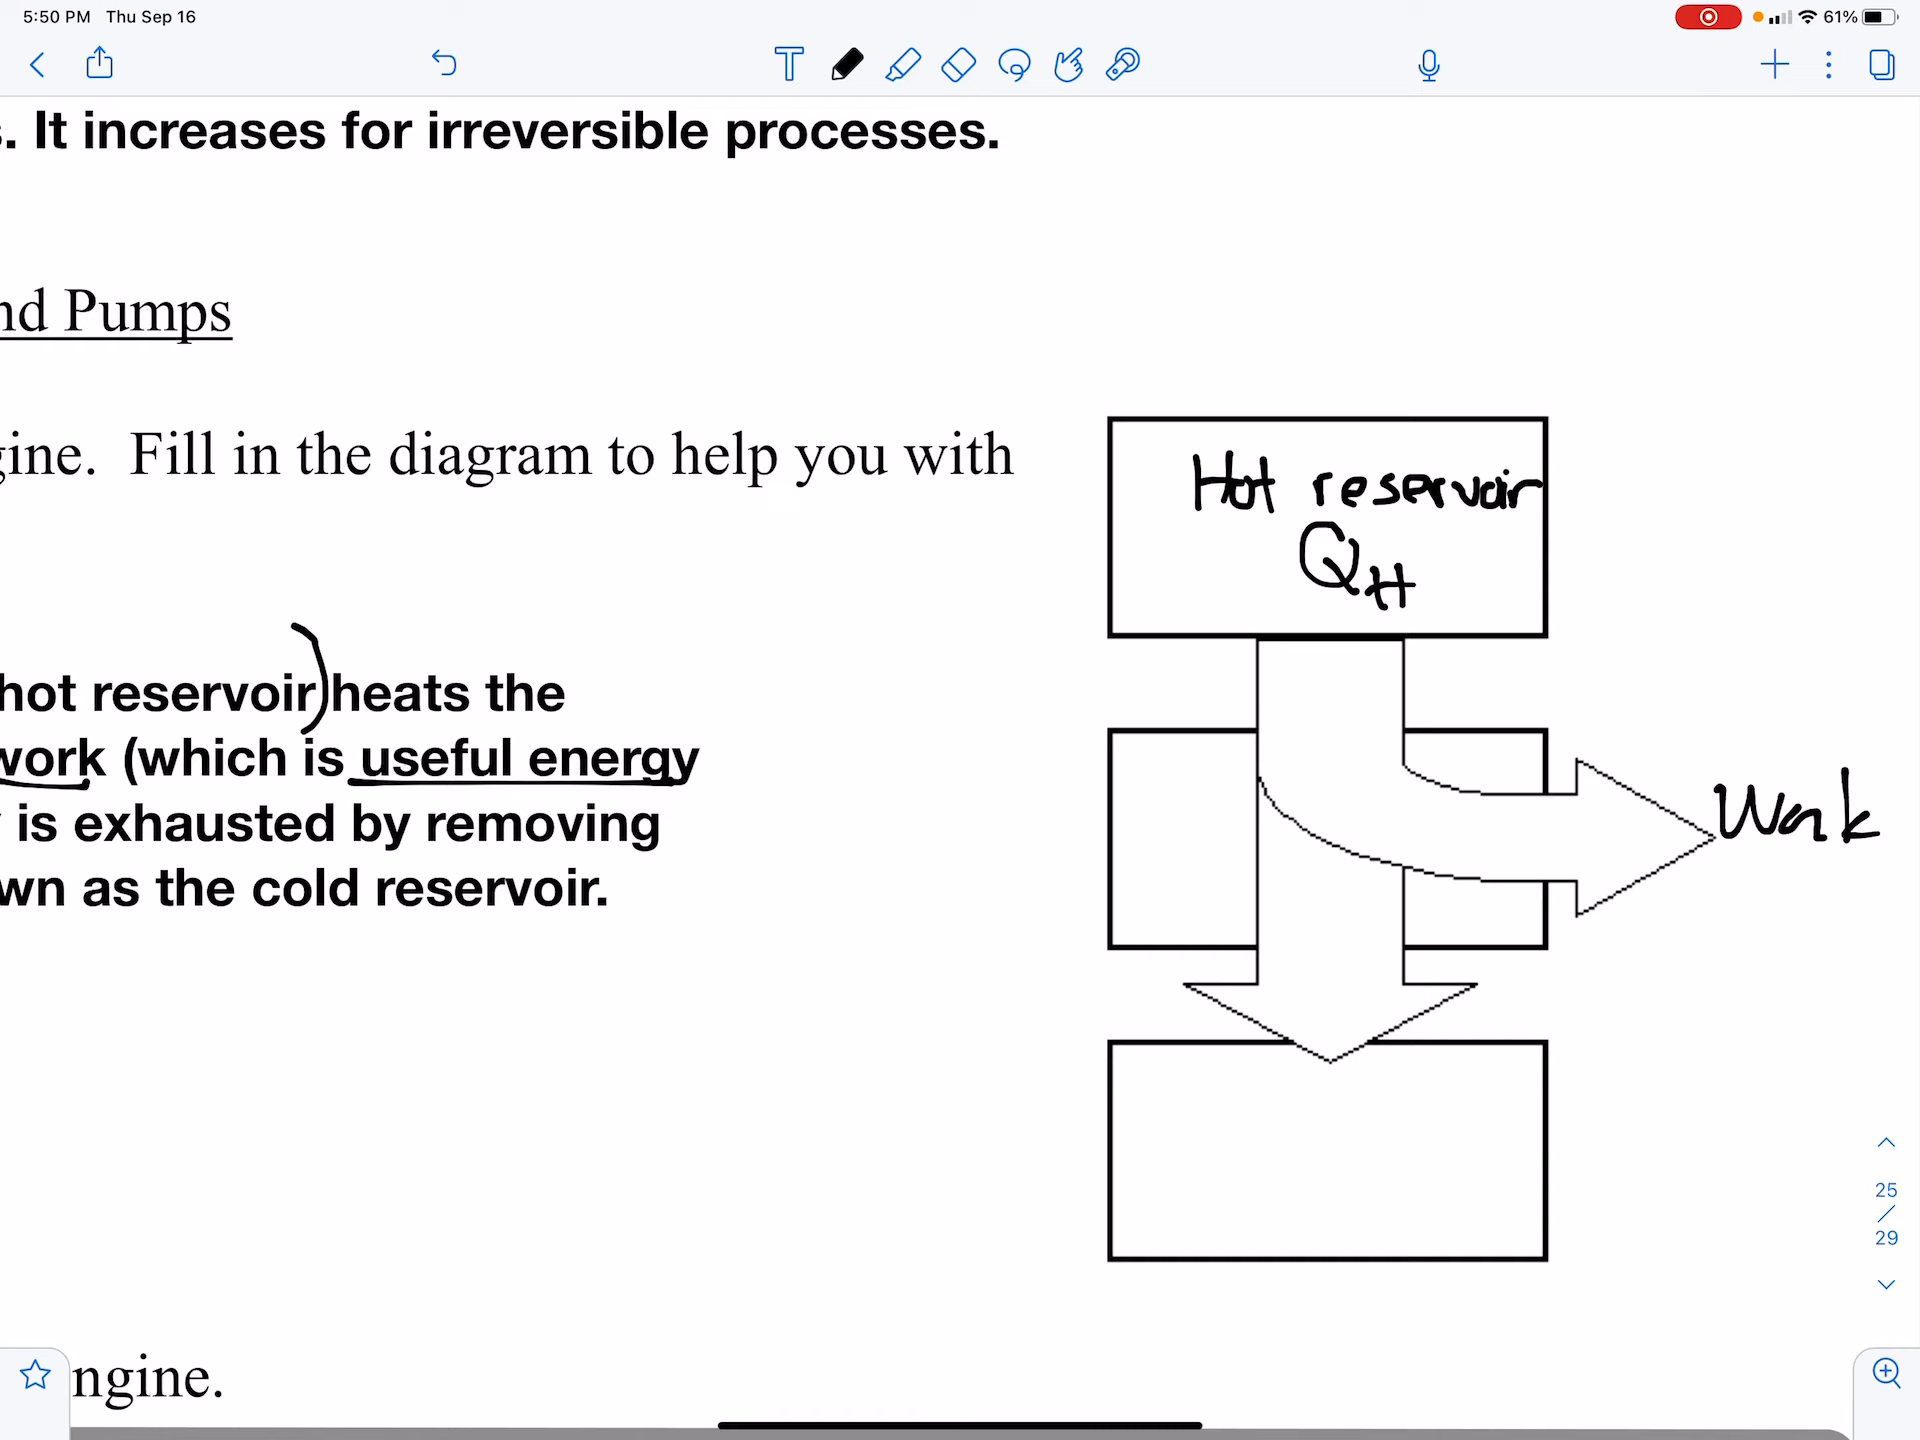 5:50 PM Thu Sep 16
61%
s. It increases for irreversible processes.
nd Pumps
gine. Fill in the diagram to help you with
Hot reservoir
QH
hot reservoir) heats the
work (which is useful energy
is exhausted by removing
wn as the cold reservoir.
Work
25
/
29
ngine.